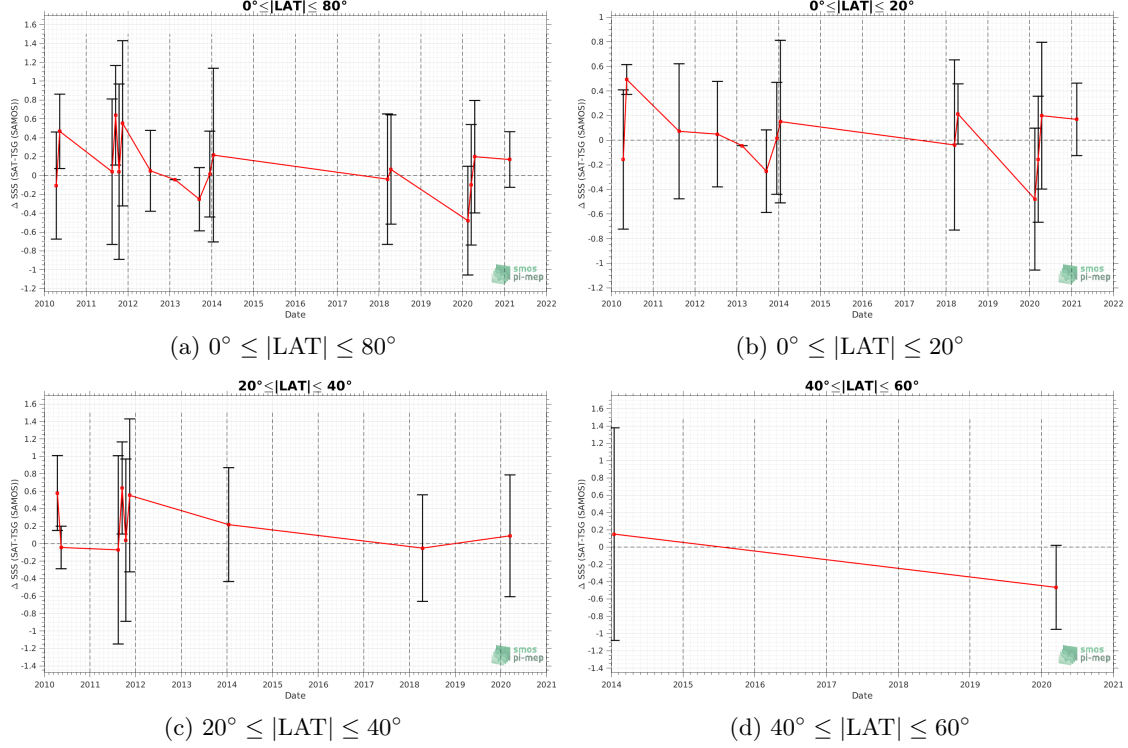 0°≤|LAT|≤ 80°
Δ SSS (SAT-TSG (SAMOS))
1.6
1.4
1.2
1
0.8
0.6
0.4
0.2
0
-0.2
-0.4
-0.6
-0.8
-1
-1.2
2010 2011 2012 2013 2014 2015 2016 2017 2018 2019 2020 2021 2022
Date
smos
pi-mep
(a) 0° ≤ |LAT| ≤ 80°
0°≤|LAT|≤ 20°
Δ SSS (SAT-TSG (SAMOS))
1
0.8
0.6
0.4
0.2
0
-0.2
-0.4
-0.6
-0.8
-1
-1.2
2010 2011 2012 2013 2014 2015 2016 2017 2018 2019 2020 2021 2022
Date
smos
pi-mep
(b) 0° ≤ |LAT| ≤ 20°
20°≤|LAT|≤ 40°
Δ SSS (SAT-TSG (SAMOS))
1.6
1.4
1.2
1
0.8
0.6
0.4
0.2
0
-0.2
-0.4
-0.6
-0.8
-1
-1.2
-1.4
2010 2011 2012 2013 2014 2015 2016 2017 2018 2019 2020 2021
Date
smos
pi-mep
(c) 20° ≤ |LAT| ≤ 40°
40°≤|LAT|≤ 60°
Δ SSS (SAT-TSG (SAMOS))
1.6
1.4
1.2
1
0.8
0.6
0.4
0.2
0
-0.2
-0.4
-0.6
-0.8
-1
-1.2
-1.4
2014 2015 2016 2017 2018 2019 2020 2021
Date
smos
pi-mep
(d) 40° ≤ |LAT| ≤ 60°